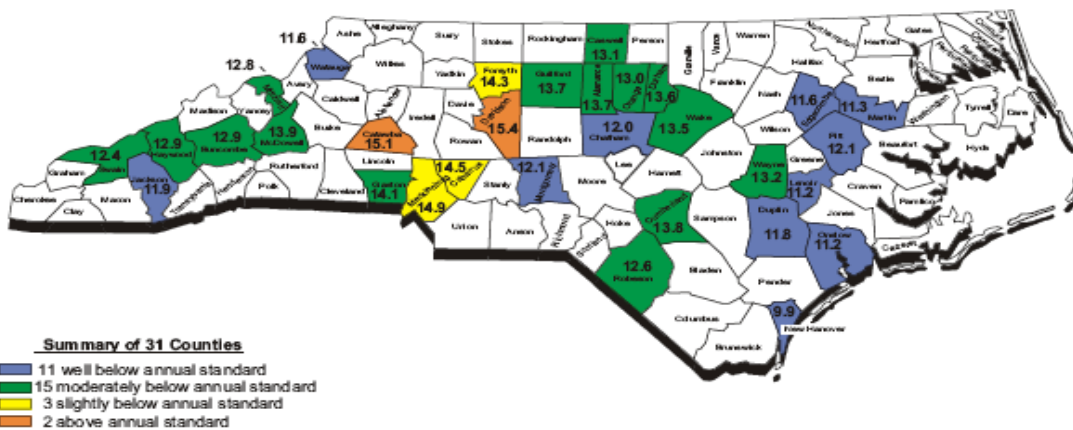 11.6
Ashe
Alleghany
Surry
Stokes
Rockingham
Caswell
13.1
Person
Vance
Warren
Northampton
Hertford
Gates
Watauga
Wilkes
Yadkin
Forsyth
14.3
Guilford
13.7
Alamance
13.7
13.0
Orange
Durham
13.6
Granville
Franklin
Halifax
Bertie
12.8
Mitchell
Avery
Caldwell
Alexander
Iredell
Davie
Davidson
15.4
Randolph
12.0
Chatham
Wake
13.5
Nash
11.6
Edgecombe
11.3
Martin
Washington
Tyrrell
Dare
Madison
Yancey
Burke
Catawba
15.1
Rowan
Wilson
Pitt
12.1
Beaufort
Hyde
12.4
Swain
12.9
Haywood
12.9
Buncombe
13.9
McDowell
Rutherford
Lincoln
14.5
Cabarrus
Stanly
12.1
Montgomery
Moore
Lee
Harnett
Johnston
Wayne
13.2
Greene
Lenoir
11.2
Craven
Pamlico
Graham
Jackson
11.9
Henderson
Transylvania
Polk
Cleveland
Gaston
14.1
Mecklenburg
14.9
Cherokee
Clay
Macon
Union
Anson
Richmond
Scotland
Hoke
Cumberland
13.8
Sampson
Duplin
11.8
Jones
Onslow
11.2
Carteret
12.6
Robeson
Bladen
Pender
Columbus
9.9
New Hanover
Brunswick
Summary of 31 Counties
11 well below annual standard
15 moderately below annual standard
3 slightly below annual standard
2 above annual standard